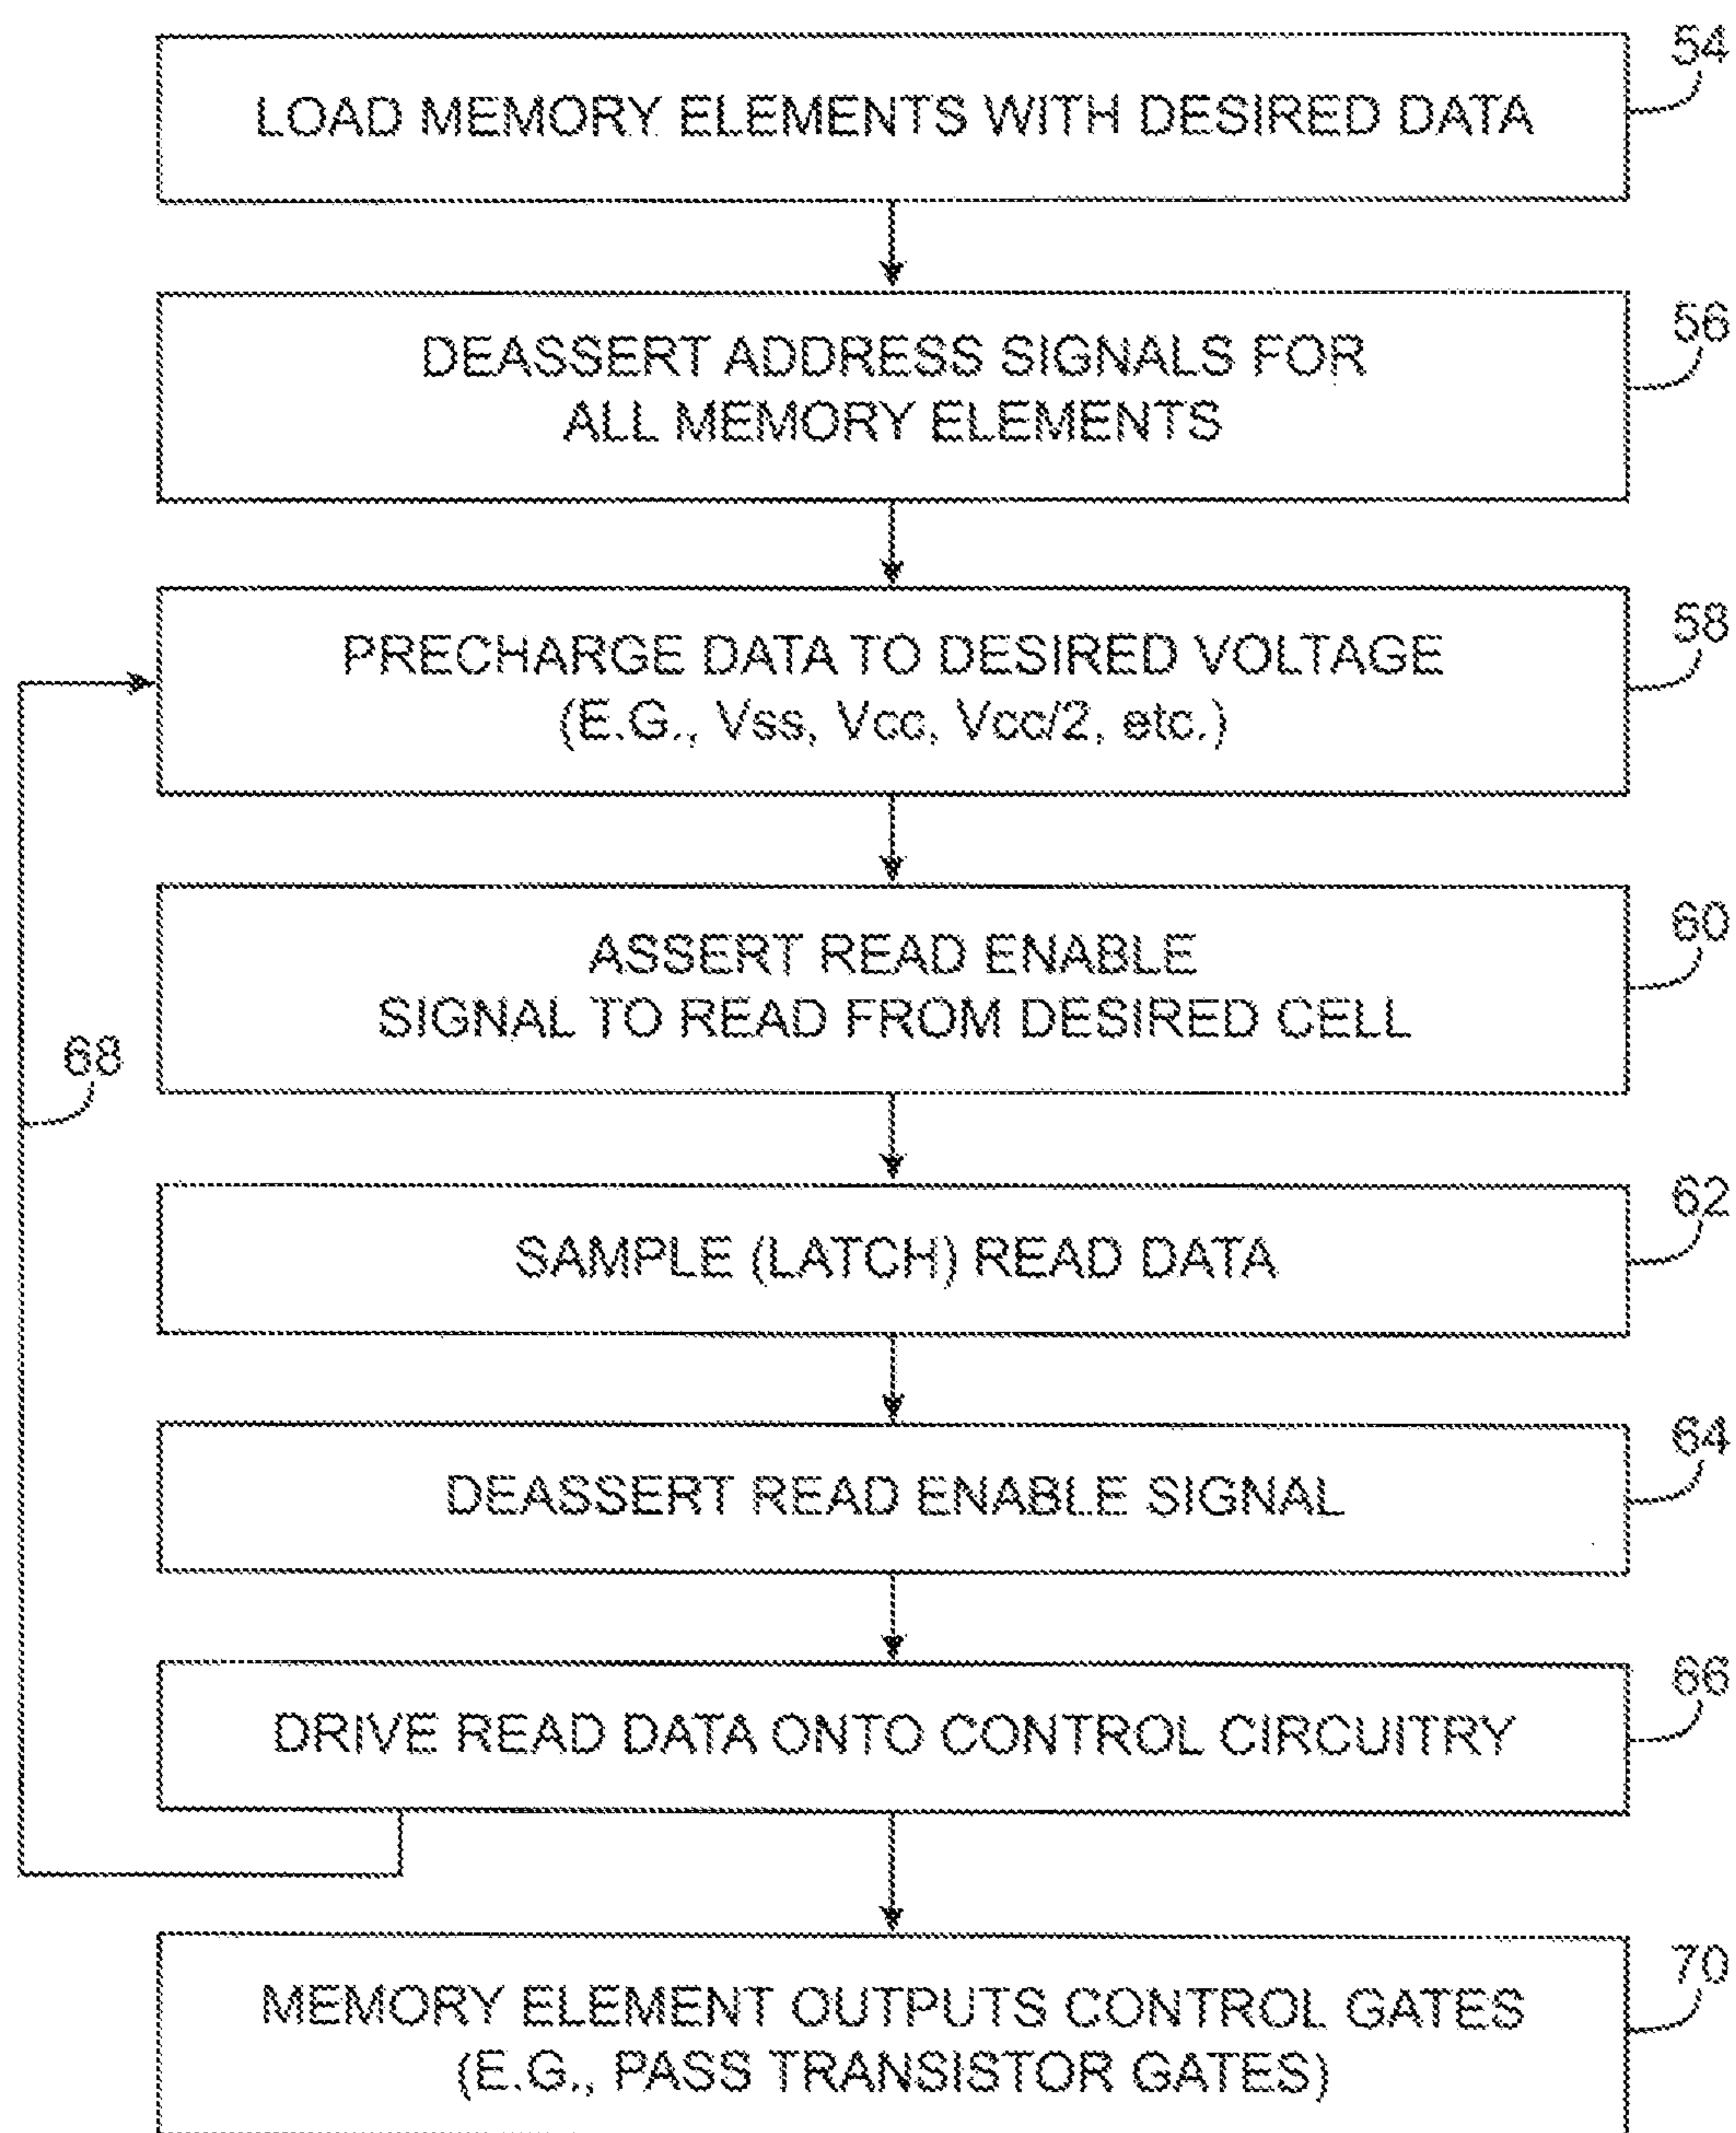 LOAD MEMORY ELEMENTS WITH DESIRED DATA
54
DEASSERT ADDRESS SIGNALS FOR
ALL MEMORY ELEMENTS
56
PRECHARGE DATA TO DESIRED VOLTAGE
(E.G., Vss, Vcc, Vcc/2, etc.)
58
ASSERT READ ENABLE
SIGNAL TO READ FROM DESIRED CELL
60
68
SAMPLE (LATCH) READ DATA
62
DEASSERT READ ENABLE SIGNAL
64
DRIVE READ DATA ONTO CONTROL CIRCUITRY
66
MEMORY ELEMENT OUTPUTS CONTROL GATES
(E.G., PASS TRANSISTOR GATES)
70